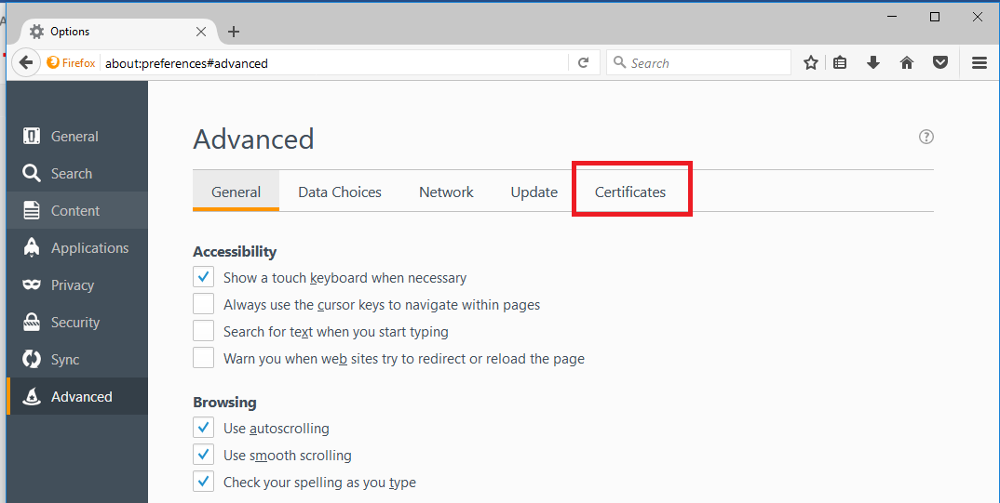 Options
Firefox about:preferences#advanced Search
General
Search
Content
Applications
Privacy
Security
Sync
Advanced
Advanced
General Data Choices Network Update Certificates
Accessibility
Show a touch keyboard when necessary
Always use the cursor keys to navigate within pages
Search for text when you start typing
Warn you when web sites try to redirect or reload the page
Browsing
Use autoscrolling
Use smooth scrolling
Check your spelling as you type